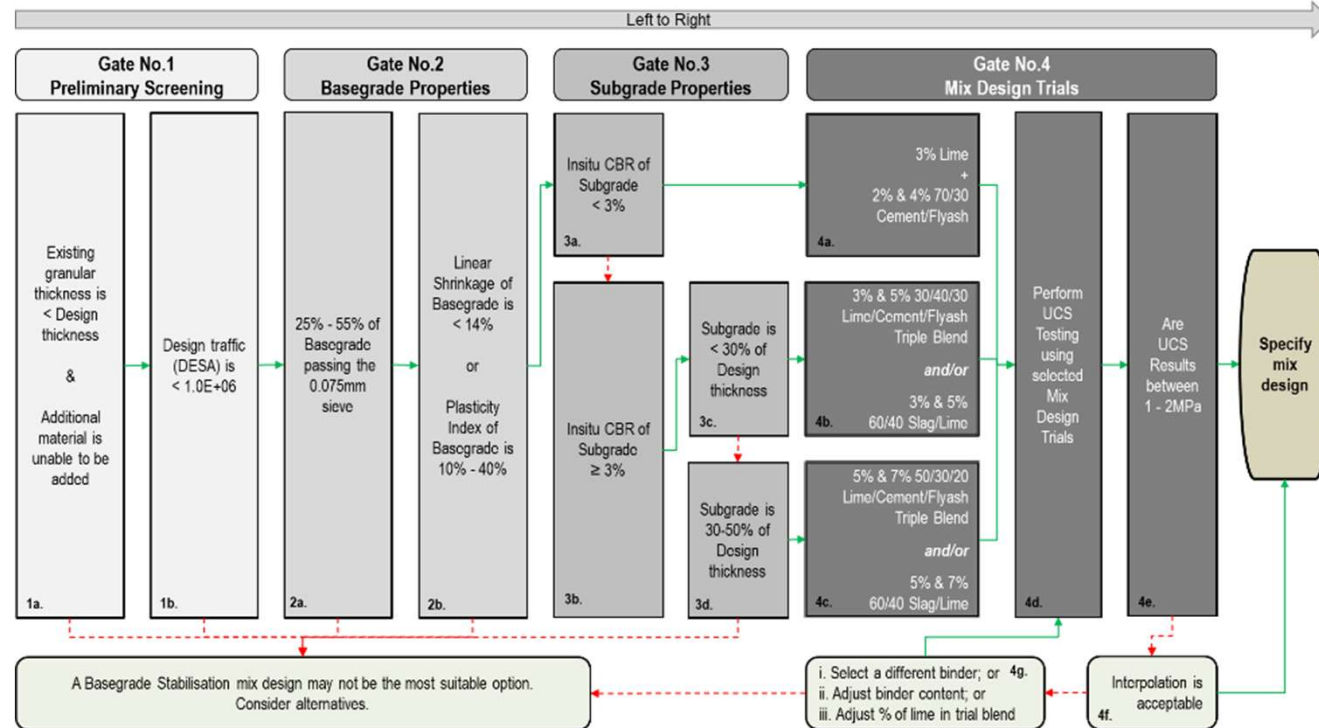 Left to Right
Gate No.1
Preliminary Screening
Gate No.2
Basegrade Properties
Gate No.3
Subgrade Properties
Gate No.4
Mix Design Trials
Existing
granular
thickness is
< Design
thickness
&
Additional
material is
unable to be
added
1a.
Design traffic
(DESA) is
< 1.0E+06
1b.
25% - 55% of
Basegrade
passing the
0.075mm
sieve
2a.
Linear
Shrinkage of
Basegrade is
< 14%
or
Plasticity
Index of
Basegrade is
10% - 40%
2b.
Insitu CBR of
Subgrade
< 3%
3a.
Insitu CBR of
Subgrade
≥ 3%
3b.
Subgrade is
< 30% of
Design
thickness
3c.
Subgrade is
30-50% of
Design
thickness
3d.
3% Lime
+
2% & 4% 70/30
Cement/Flyash
4a.
3% & 5% 30/40/30
Lime/Cement/Flyash
Triple Blend
and/or
3% & 5%
60/40 Slag/Lime
4b.
5% & 7% 50/30/20
Lime/Cement/Flyash
Triple Blend
and/or
5% & 7%
60/40 Slag/Lime
4c.
Perform
UCS
Testing
using
selected
Mix
Design
Trials
4d.
Are
UCS
Results
between
1 - 2MPa
4e.
Specify
mix
design
A Basegrade Stabilisation mix design may not be the most suitable option.
Consider alternatives.
i. Select a different binder; or 4g.
ii. Adjust binder content; or
iii. Adjust % of lime in trial blend
Interpolation is
acceptable
4f.